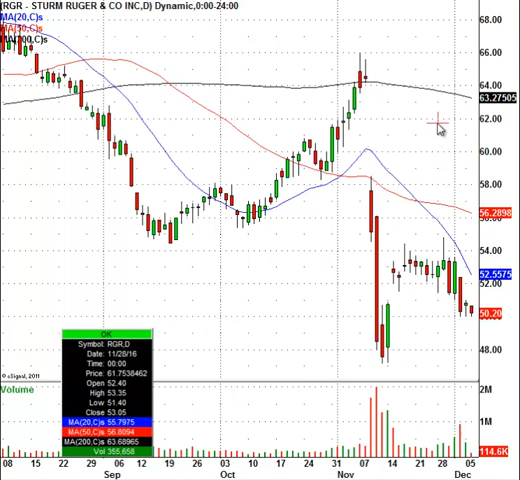 (RGR - STURM RUGER & CO INC,D) Dynamic,0:00-24:00
MA(20,C)s
MA(50,C)s
MA(200,C)s
68.00
66.00
64.00
63.27505
62.00
60.00
58.00
56.2898
54.00
52.5575
52.00
50.20
48.00
© eSignal, 2011
OK
Symbol: RGR,D
Date: 11/28/16
Time: 00:00
Price: 61.7538462
Open 52.40
High 53.35
Low 51.40
Close 53.05
MA(20,C)s 55.7975
MA(50,C)s 56.8094
MA(200,C)s 63.68965
Vol 355,658
Volume
2M
1M
114.6K
08 15 22 29 06 12 19 26 03 10 17 24 31 07 14 21 28 05
Sep Oct Nov Dec